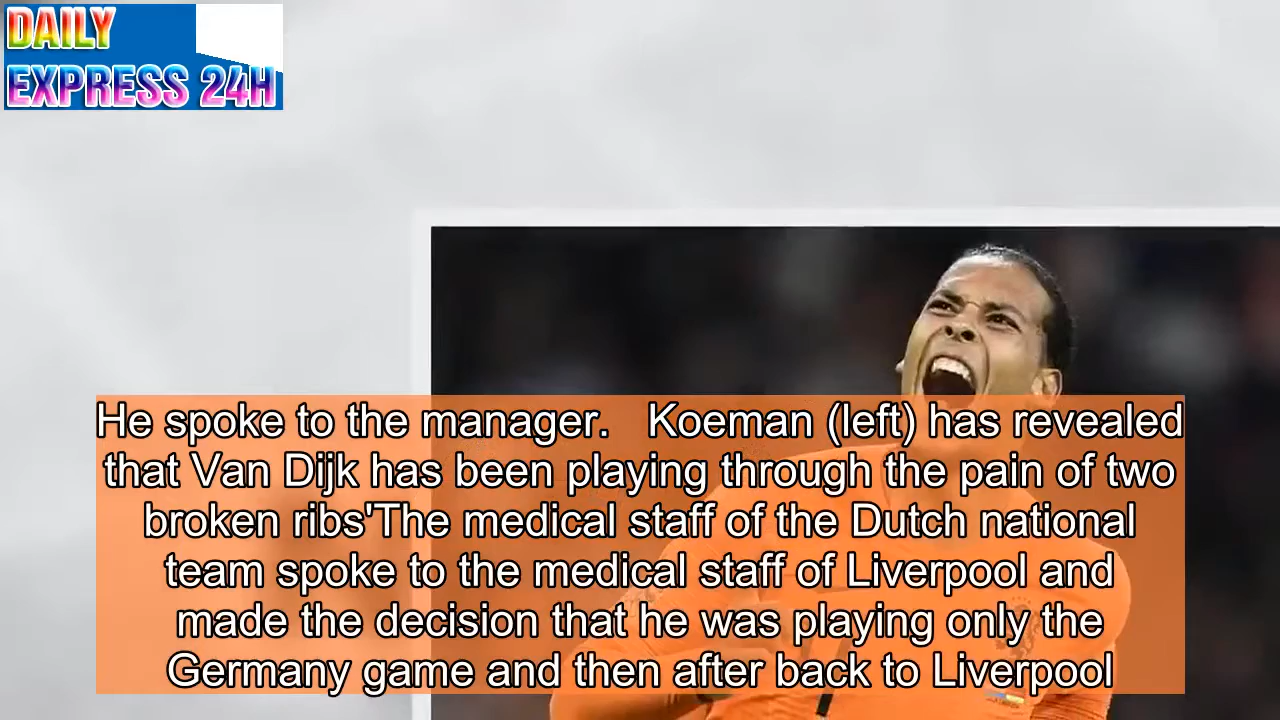 DAILY
EXPRESS 24H
He spoke to the manager.   Koeman (left) has revealed
that Van Dijk has been playing through the pain of two
broken ribs'The medical staff of the Dutch national
team spoke to the medical staff of Liverpool and
made the decision that he was playing only the
Germany game and then after back to Liverpool